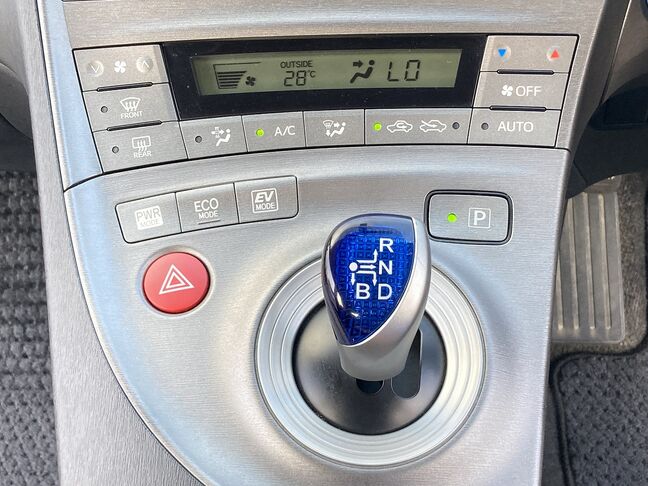 OUTSIDE
28°C
LO
OFF
FRONT
REAR
A/C
AUTO
PWR
MODE
ECO
MODE
EV
MODE
P
R
N
B D